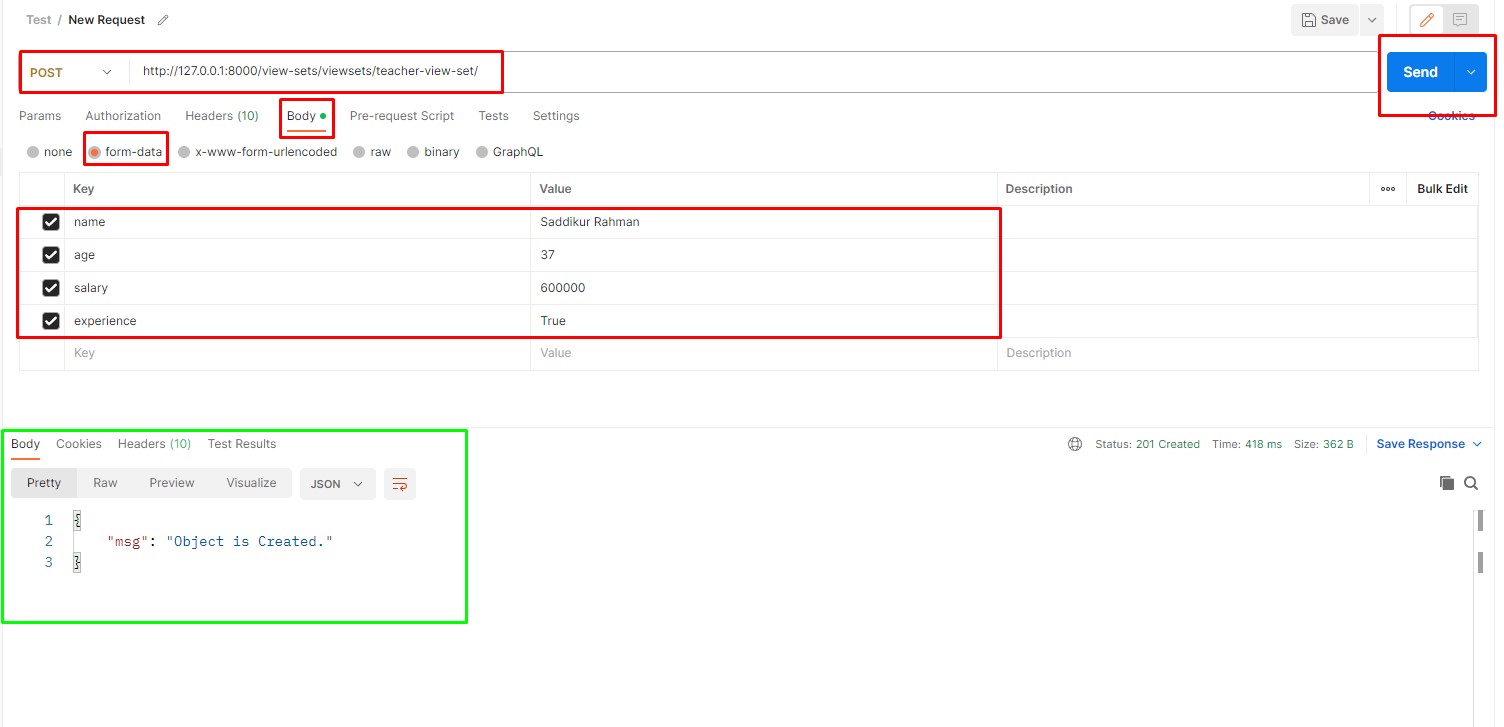 Test / New Request
Save
POST
http://127.0.0.1:8000/view-sets/viewsets/teacher-view-set/
Send
Params Authorization Headers (10) Body Pre-request Script Tests Settings
Cookies
none form-data x-www-form-urlencoded raw binary GraphQL
Key Value Description Bulk Edit
name Saddikur Rahman
age 37
salary 600000
experience True
Key Value Description
Body Cookies Headers (10) Test Results
Status: 201 Created Time: 418 ms Size: 362 B Save Response
Pretty Raw Preview Visualize JSON
1 {
2 "msg": "Object is Created."
3 }